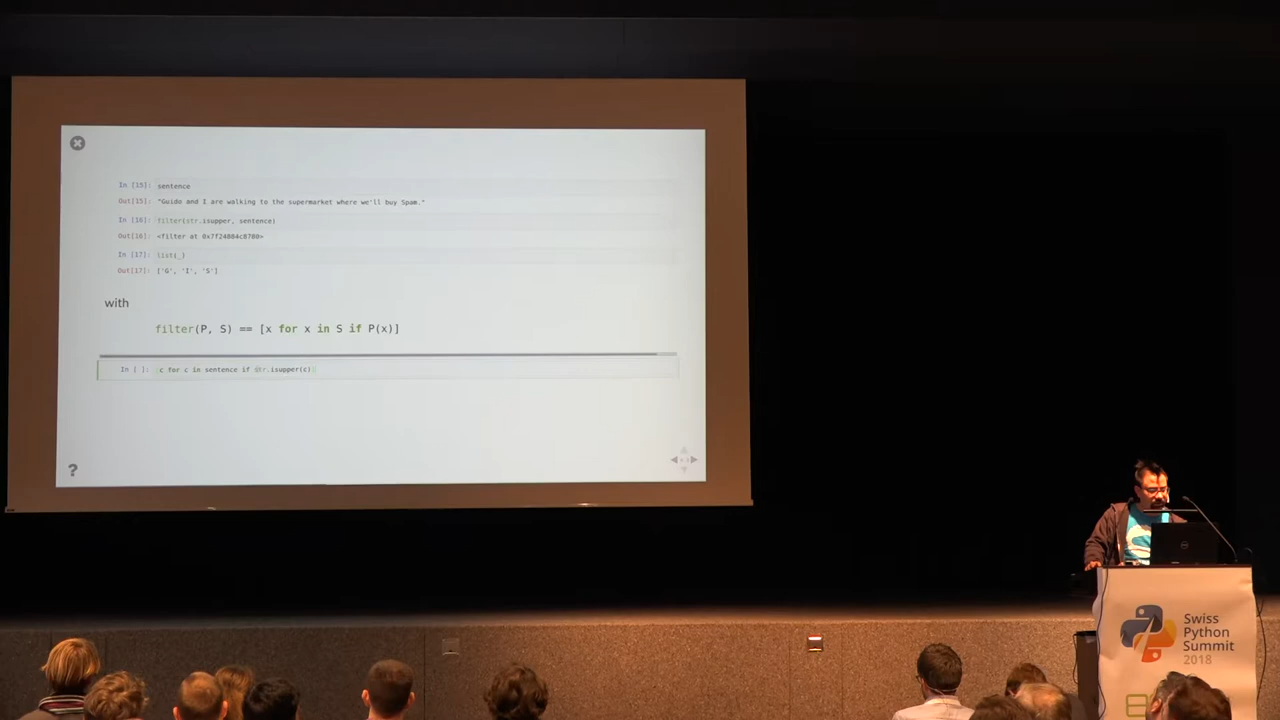 In [15]: sentence
Out[15]: "Guido and I are walking to the supermarket where we'll buy Spam."
In [16]: filter(str.isupper, sentence)
Out[16]: <filter at 0x7f24864c8780>
In [17]: list(_)
Out[17]: ['G', 'I', 'S']
with
filter(P, S) == [x for x in S if P(x)]
In [ ]: [c for c in sentence if str.isupper(c)]
?
Swiss
Python
Summit
2018